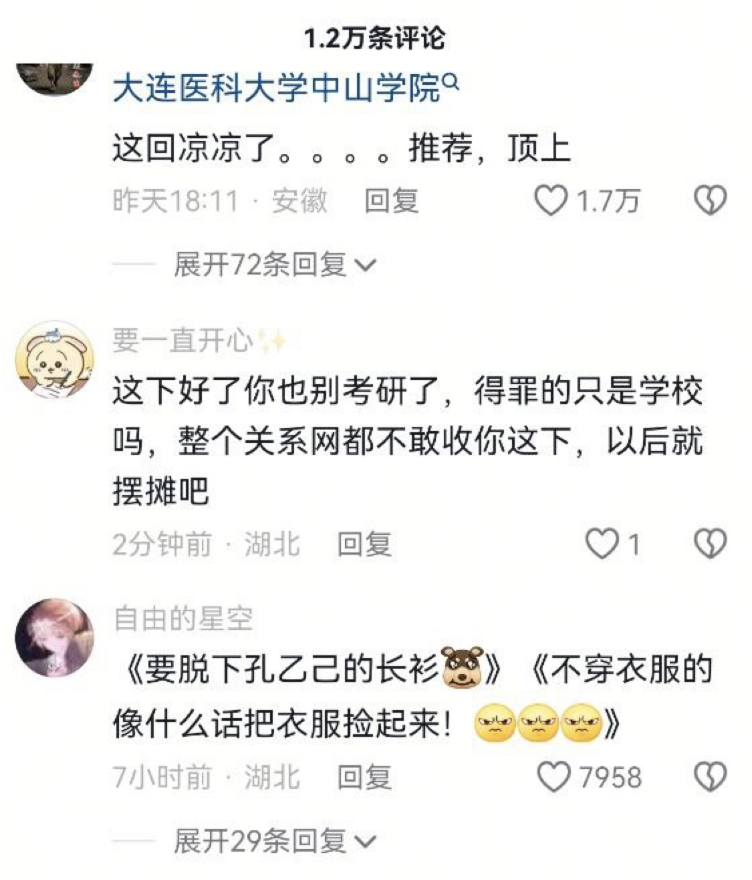 1.2万条评论
大连医科大学中山学院
这回凉凉了。。。。推荐，顶上
昨天18:11 · 安徽 回复 1.7万
展开72条回复
要一直开心✨
这下好了你也别考研了，得罪的只是学校
吗，整个关系网都不敢收你这下，以后就
摆摊吧
2分钟前 · 湖北 回复 1
自由的星空
《要脱下孔乙己的长衫》《不穿衣服的
像什么话把衣服捡起来！》
7小时前 · 湖北 回复 7958
展开29条回复